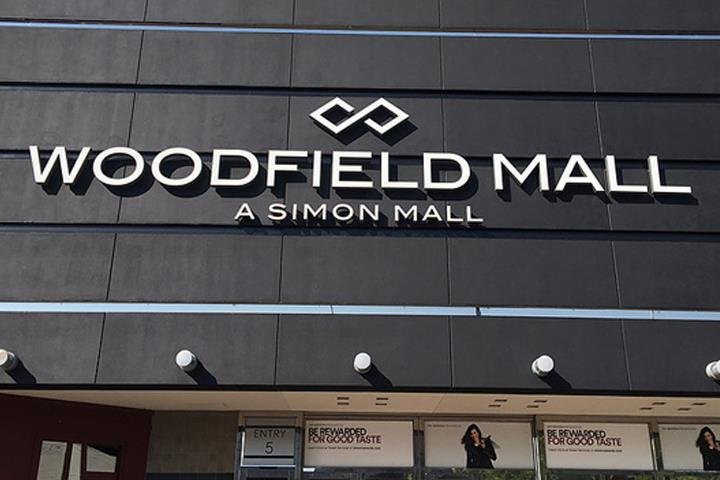 WOODFIELD MALL
A SIMON MALL
ENTRY
5
BE REWARDED
FOR GOOD TASTE
BE REWARDED
FOR GOOD TASTE